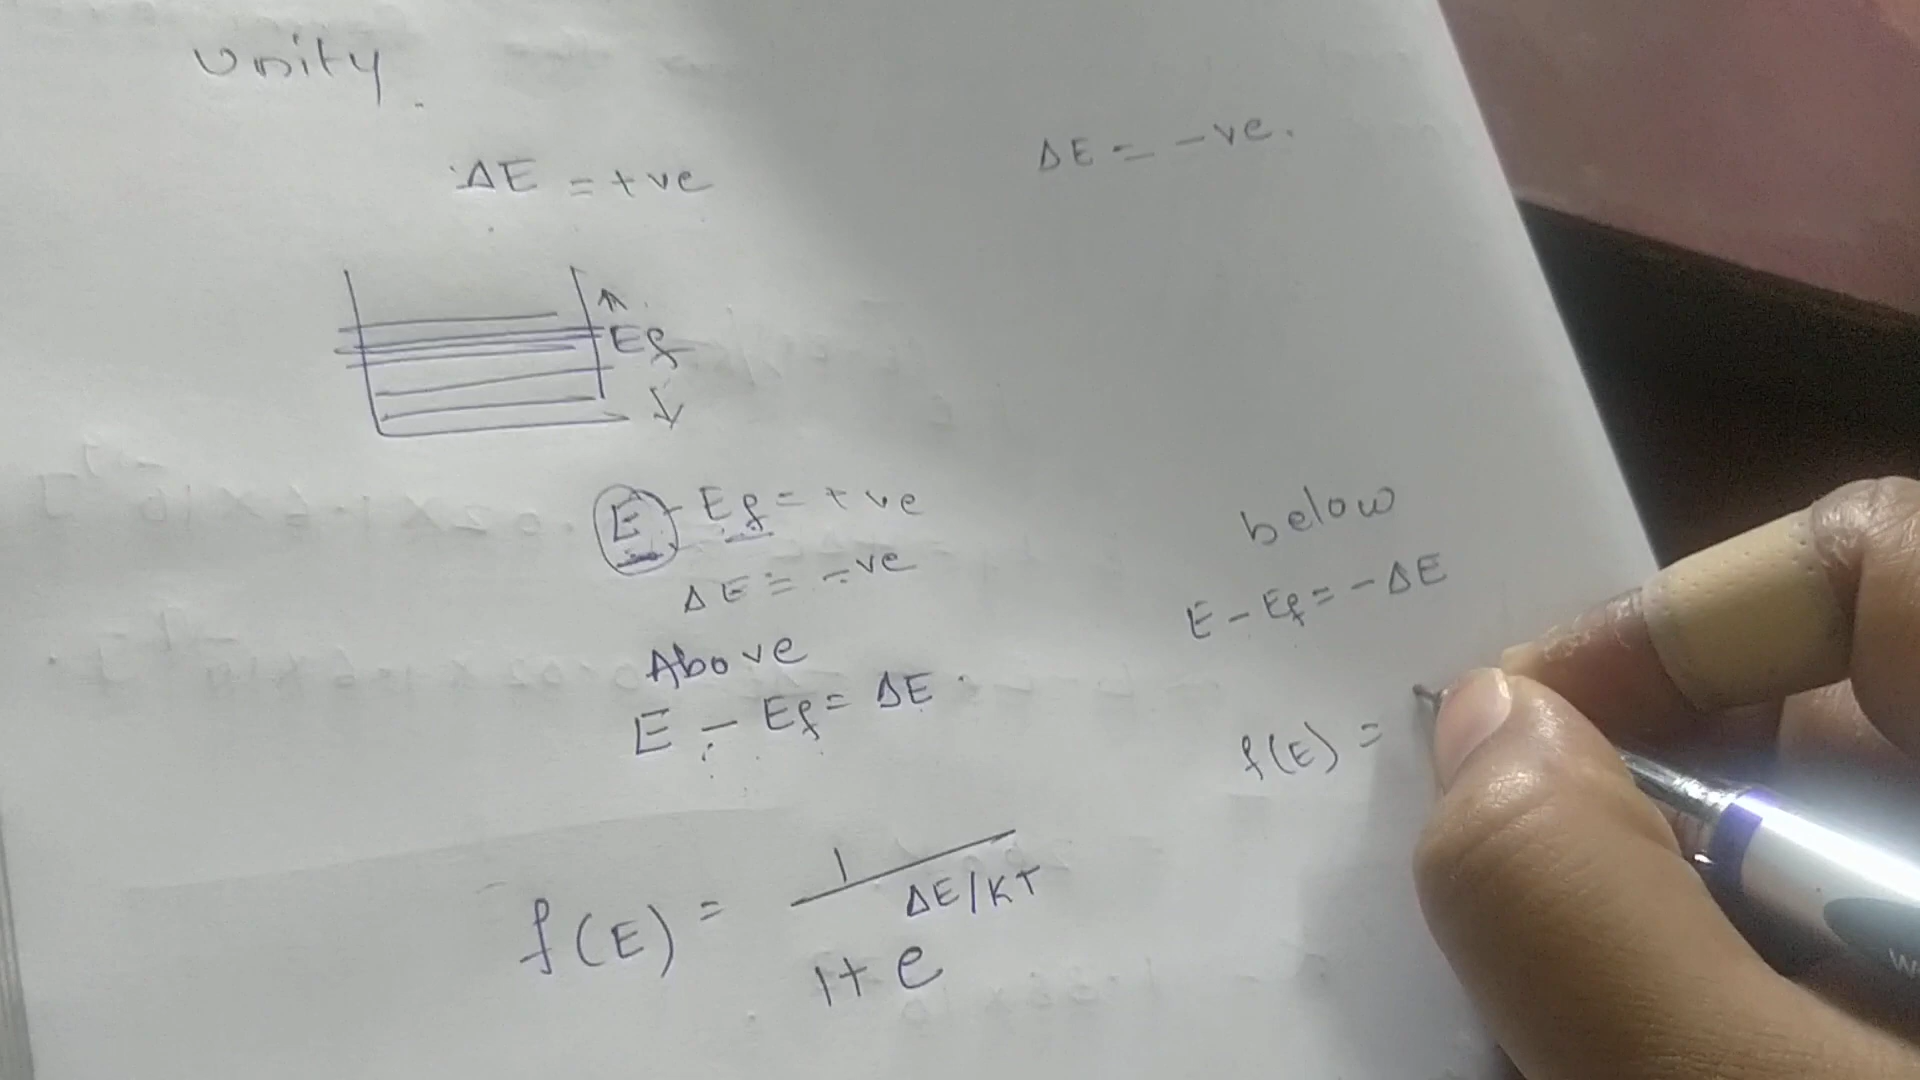 Unity.
ΔE = +ve
ΔE = -ve.
Ef
E - Ef = +ve
ΔE = -ve
Above
E - Ef = ΔE
below
E - Ef = -ΔE
f(E) =
f(E) = 1 / 1 + e^ΔE/KT